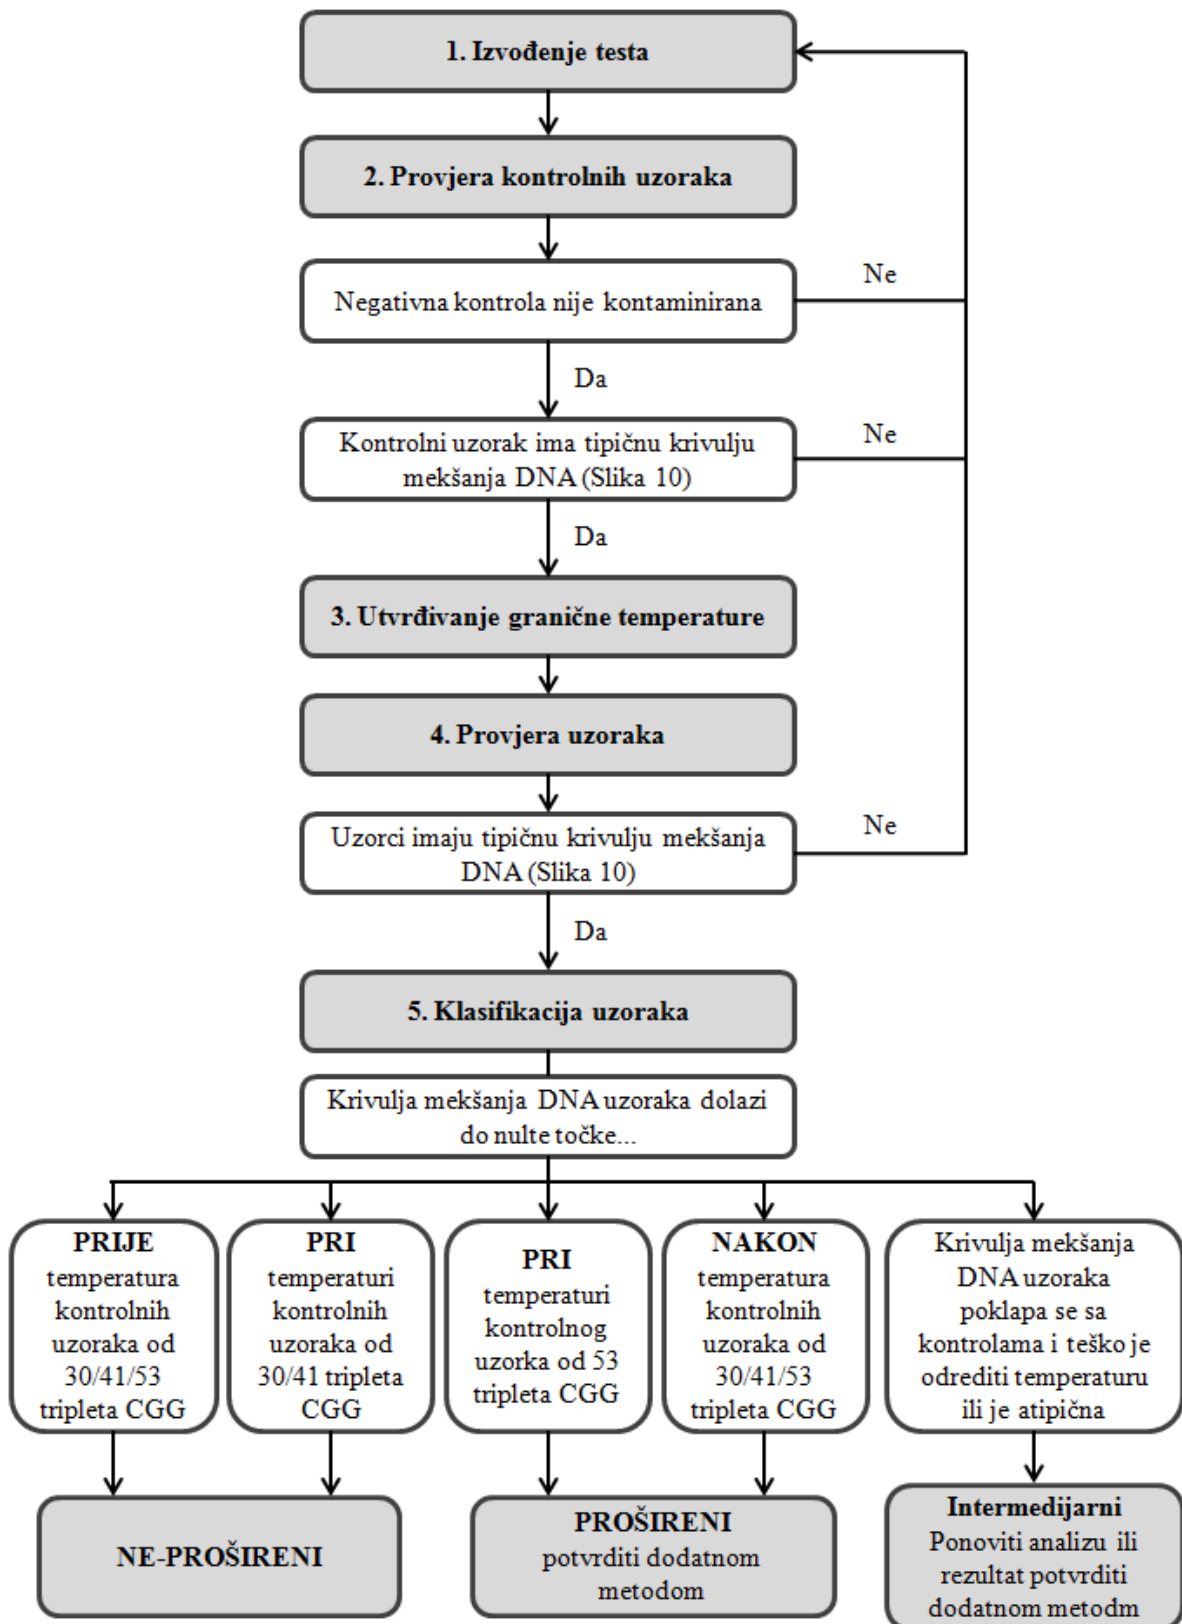 1. Izvođenje testa
2. Provjera kontrolnih uzoraka
Negativna kontrola nije kontaminirana
Ne
Da
Kontrolni uzorak ima tipičnu krivulju
mekšanja DNA (Slika 10)
Ne
Da
3. Utvrđivanje granične temperature
4. Provjera uzoraka
Uzorci imaju tipičnu krivulju mekšanja
DNA (Slika 10)
Ne
Da
5. Klasifikacija uzoraka
Krivulja mekšanja DNA uzoraka dolazi
do nulte točke...
PRIJE
temperatura
kontrolnih
uzoraka od
30/41/53
tripleta CGG
PRI
temperaturi
kontrolnih
uzoraka od
30/41 tripleta
CGG
PRI
temperaturi
kontrolnog
uzorka od 53
tripleta CGG
NAKON
temperatura
kontrolnih
uzoraka od
30/41/53
tripleta CGG
Krivulja mekšanja
DNA uzoraka
poklapa se sa
kontrolama i teško je
odrediti temperaturu
ili je atipična
NE-PROŠIRENI
PROŠIRENI
potvrditi dodatnom
metodom
Intermedijarni
Ponoviti analizu ili
rezultat potvrditi
dodatnom metodm